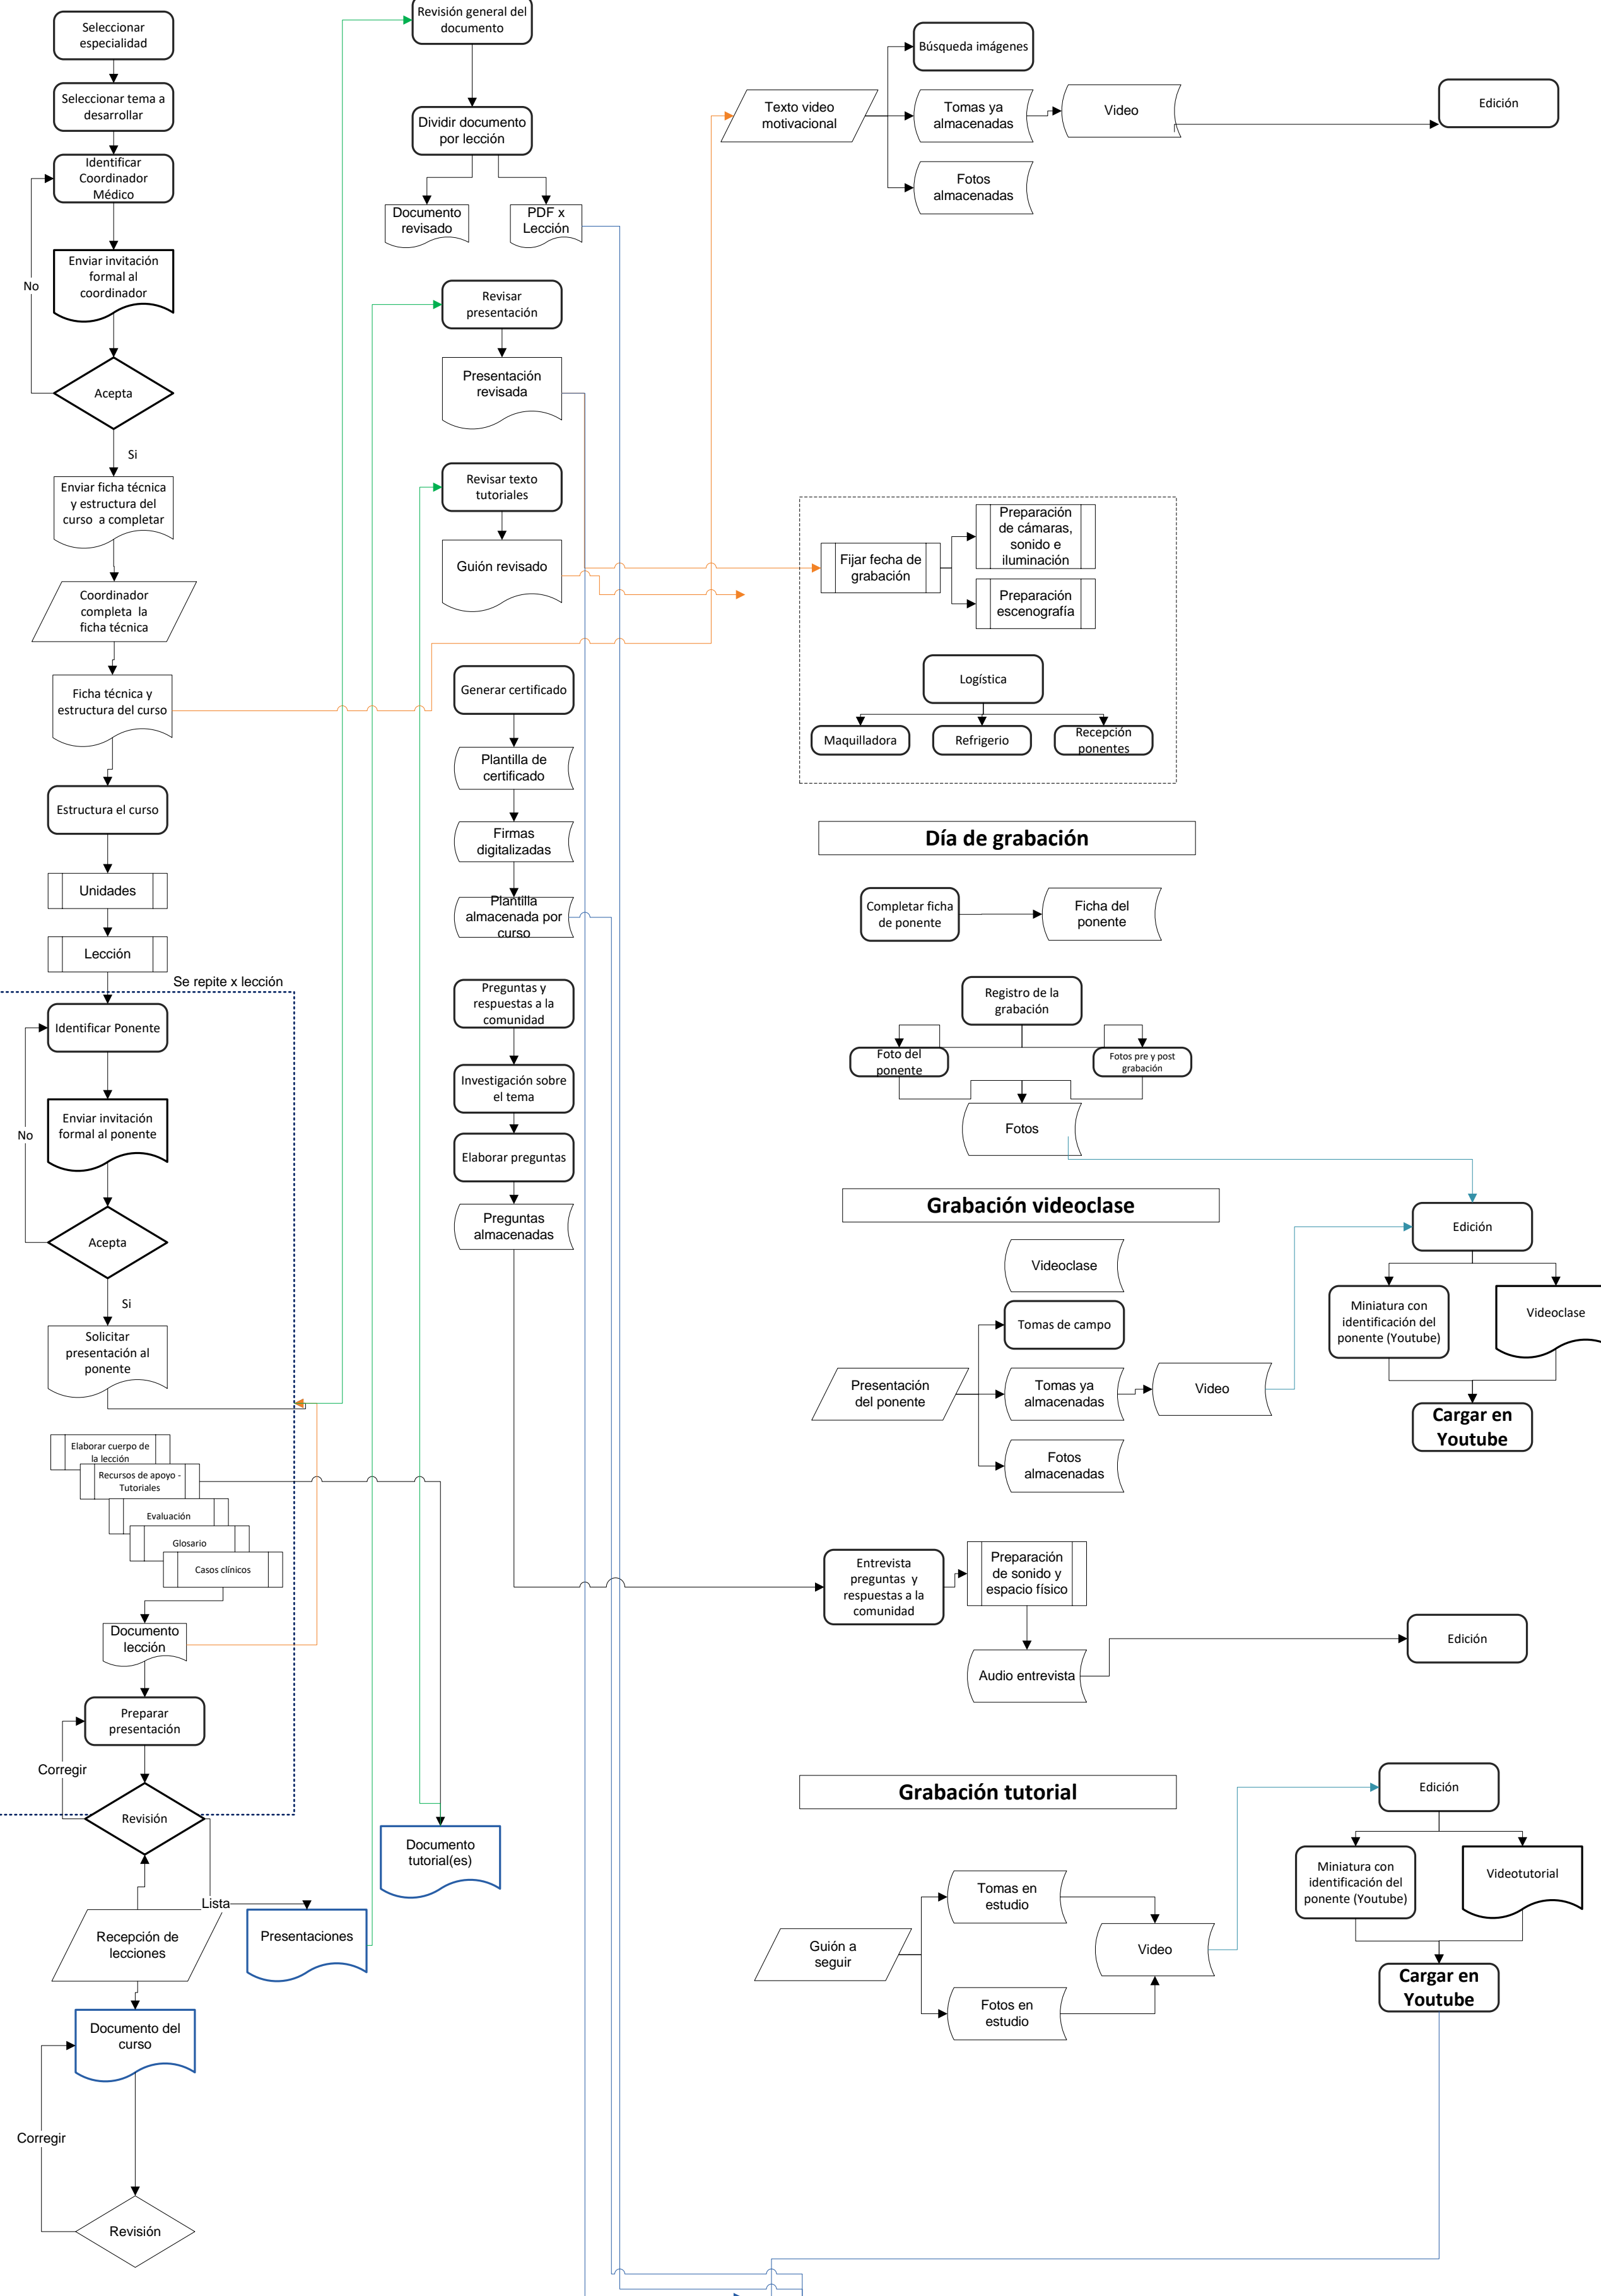 Seleccionar
especialidad
Seleccionar tema a
desarrollar
Identificar
Coordinador
Médico
Enviar invitación
formal al
coordinador
No
Acepta
Si
Enviar ficha técnica
y estructura del
curso a completar
Coordinador
completa la
ficha técnica
Ficha técnica y
estructura del curso
Estructura el curso
Unidades
Lección
Se repite x lección
Identificar Ponente
Enviar invitación
formal al ponente
No
Acepta
Si
Solicitar
presentación al
ponente
Elaborar cuerpo de
la lección
Recursos de apoyo -
Tutoriales
Evaluación
Glosario
Casos clínicos
Documento
lección
Preparar
presentación
Corregir
Revisión
Lista
Recepción de
lecciones
Presentaciones
Documento del
curso
Corregir
Revisión
Revisión general del
documento
Dividir documento
por lección
Documento
revisado
PDF x
Lección
Revisar
presentación
Presentación
revisada
Revisar texto
tutoriales
Guión revisado
Generar certificado
Plantilla de
certificado
Firmas
digitalizadas
Plantilla
almacenada por
curso
Preguntas y
respuestas a la
comunidad
Investigación sobre
el tema
Elaborar preguntas
Preguntas
almacenadas
Documento
tutorial(es)
Texto video
motivacional
Búsqueda imágenes
Tomas ya
almacenadas
Fotos
almacenadas
Video
Edición
Fijar fecha de
grabación
Preparación
de cámaras,
sonido e
iluminación
Preparación
escenografía
Logística
Maquilladora
Refrigerio
Recepción
ponentes
Día de grabación
Completar ficha
de ponente
Ficha del
ponente
Registro de la
grabación
Foto del
ponente
Fotos pre y post
grabación
Fotos
Grabación videoclase
Videoclase
Tomas de campo
Presentación
del ponente
Tomas ya
almacenadas
Fotos
almacenadas
Video
Edición
Miniatura con
identificación del
ponente (Youtube)
Videoclase
Cargar en
Youtube
Entrevista
preguntas y
respuestas a la
comunidad
Preparación
de sonido y
espacio físico
Audio entrevista
Edición
Grabación tutorial
Guión a
seguir
Tomas en
estudio
Fotos en
estudio
Video
Edición
Miniatura con
identificación del
ponente (Youtube)
Videotutorial
Cargar en
Youtube